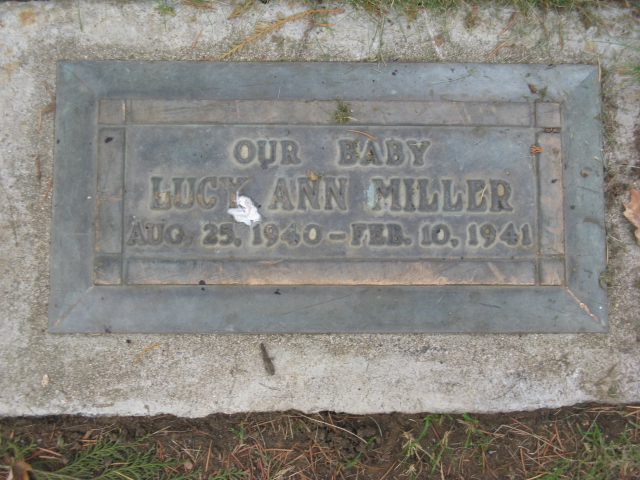 OUR BABY
LUCY ANN MILLER
AUG. 25, 1940 - FEB. 10, 1941